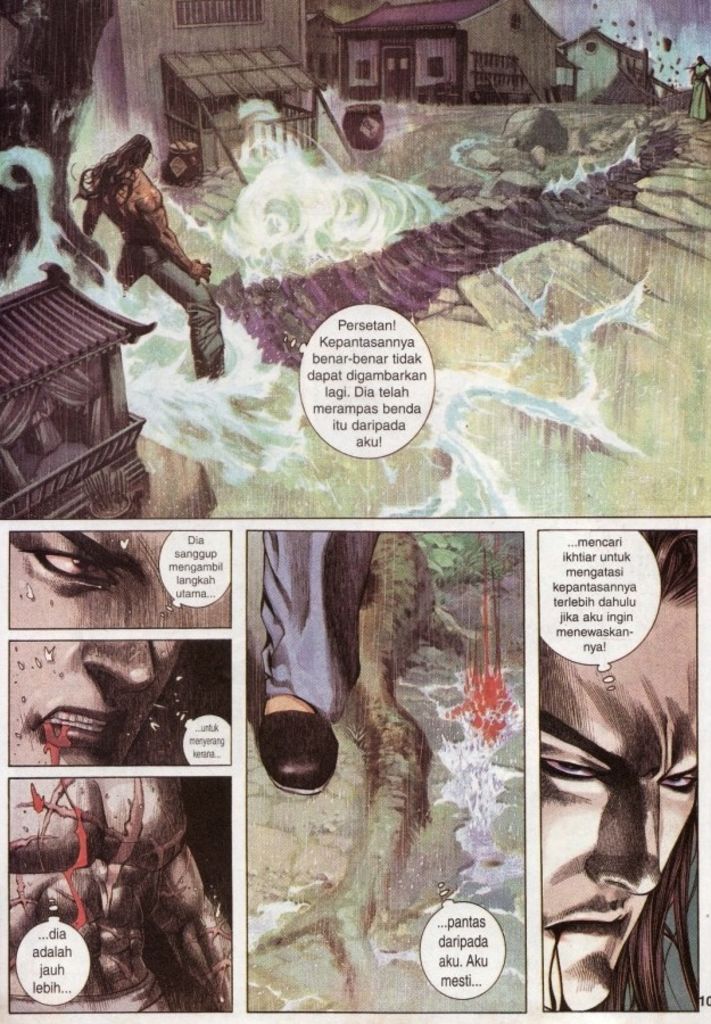 Persetan!
Kepantasannya
benar-benar tidak
dapat digambarkan
lagi. Dia telah
merampas benda
itu daripada
aku!
Dia
sanggup
mengambil
langkah
utama...
...untuk
menyerang
kerana...
...dia
adalah
jauh
lebih...
...pantas
daripada
aku. Aku
mesti...
...mencari
ikhtiar untuk
mengatasi
kepantasannya
terlebih dahulu
jika aku ingin
menewaskan-
nya!
10